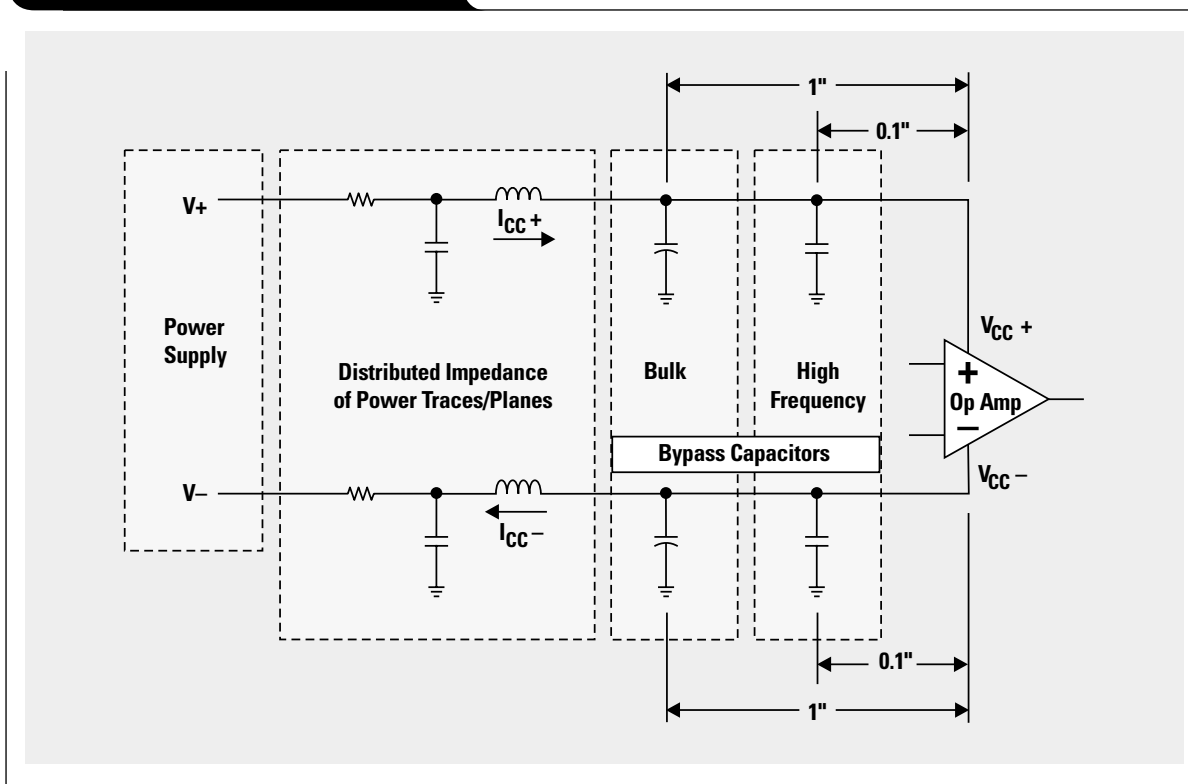 1"
0.1"
V+
I_CC +
Power
Supply
Distributed Impedance
of Power Traces/Planes
Bulk
High
Frequency
V_CC +
+
Op Amp
–
Bypass Capacitors
V–
I_CC –
V_CC –
0.1"
1"